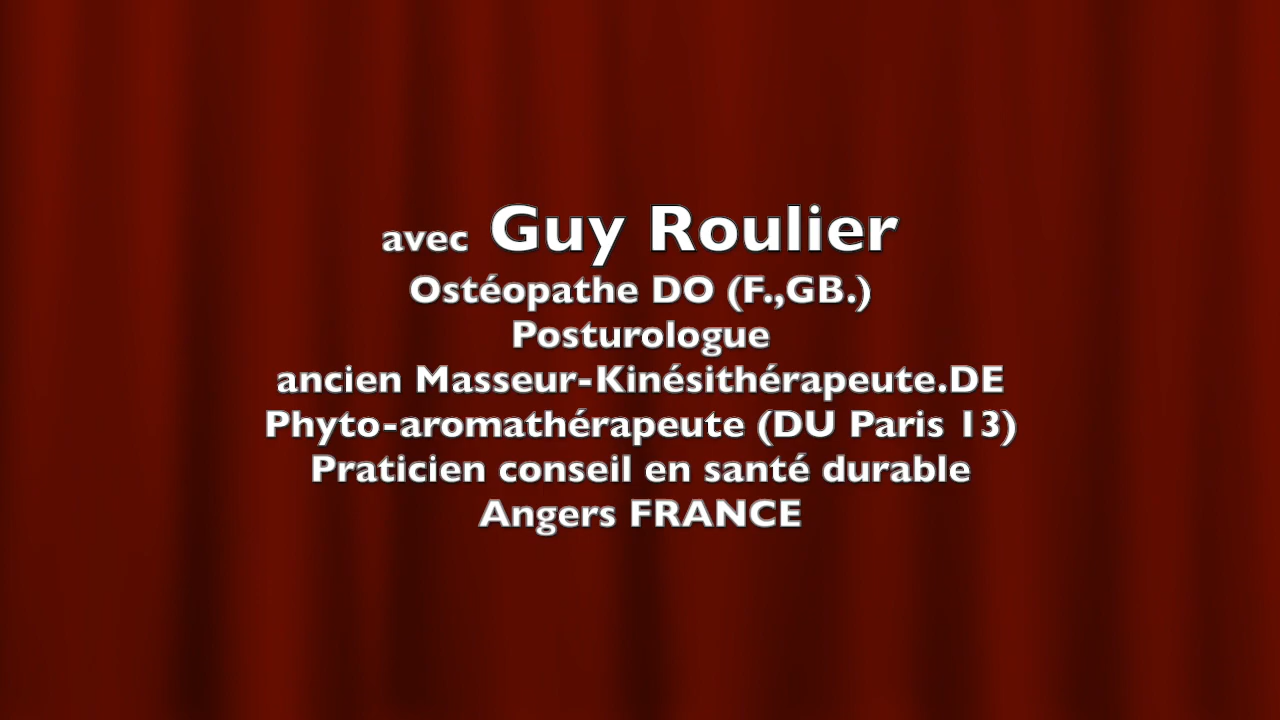 avec Guy Roulier
Ostéopathe DO (F.,GB.)
Posturologue
ancien Masseur-Kinésithérapeute.DE
Phyto-aromathérapeute (DU Paris 13)
Praticien conseil en santé durable
Angers FRANCE